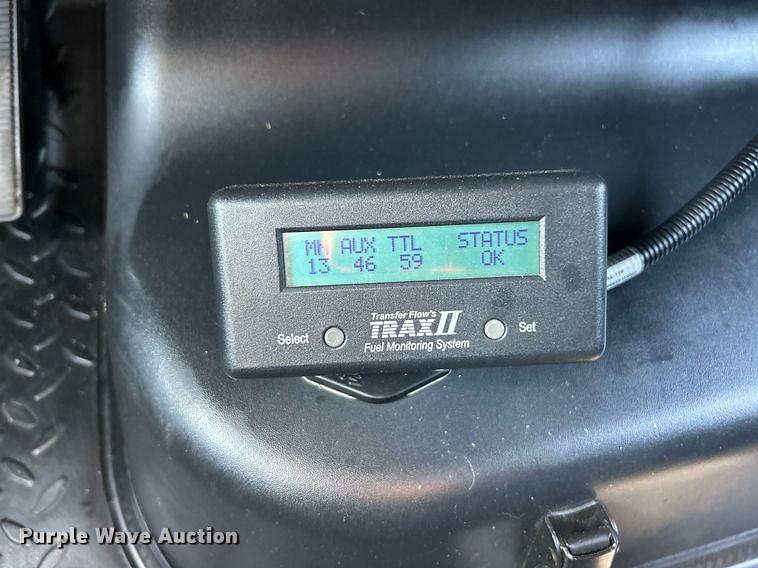 MN AUX TTL STATUS
13 46 59 OK
Transfer Flow's
TRAX II
Select Set
Fuel Monitoring System
Purple Wave Auction